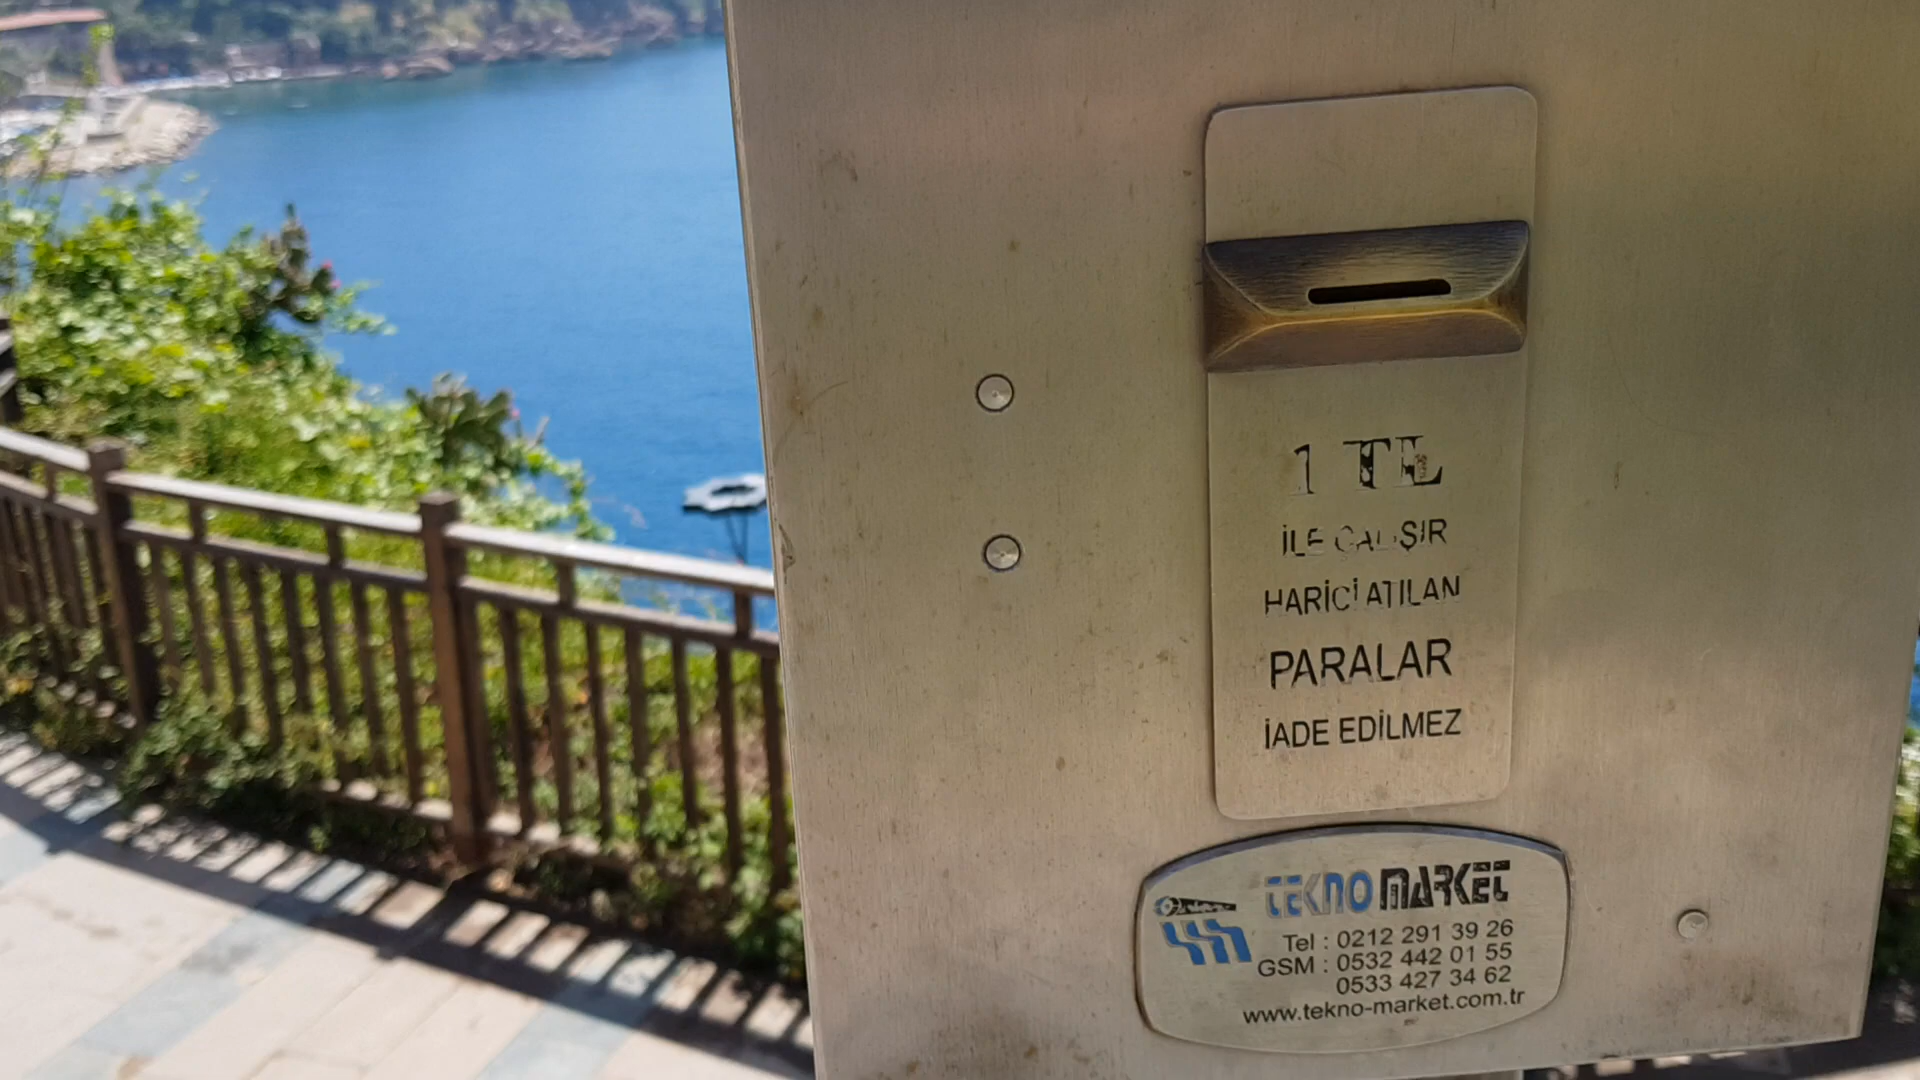 1 TL
İLE ÇALIŞIR
HARİCİ ATILAN
PARALAR
İADE EDİLMEZ
TEKNO MARKET
Tel : 0212 291 39 26
GSM : 0532 442 01 55
0533 427 34 62
www.tekno-market.com.tr